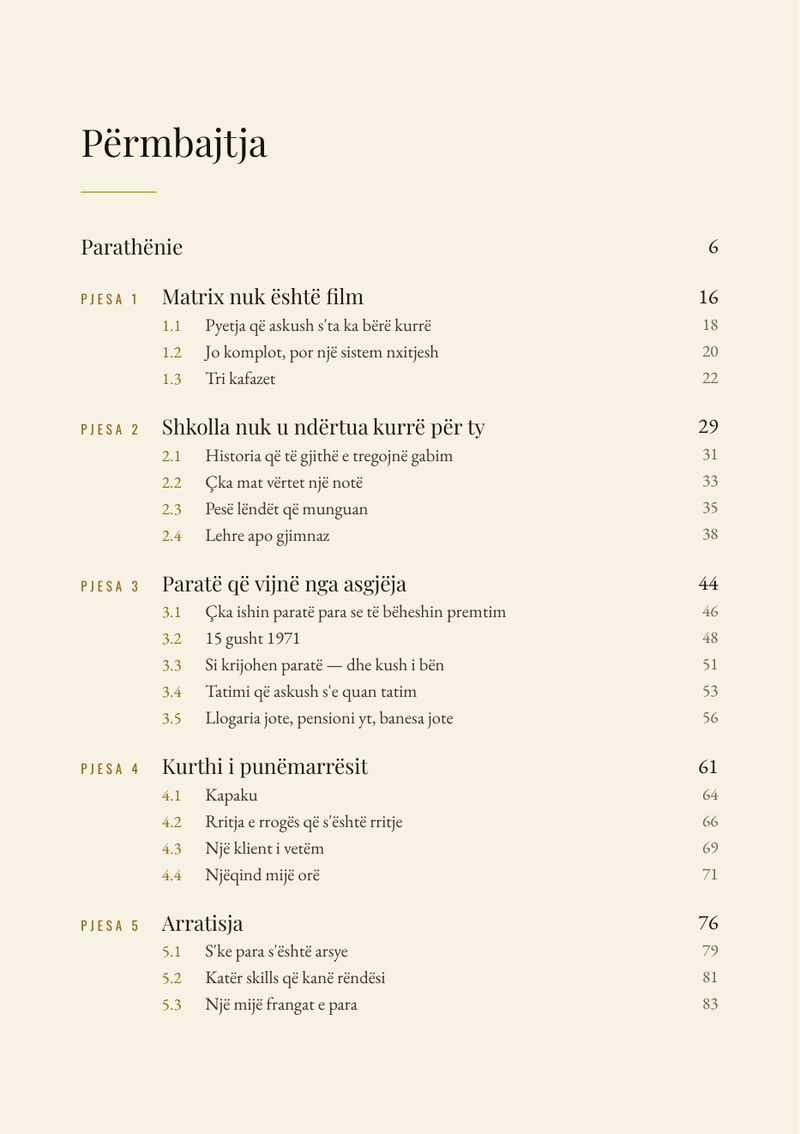 Përmbajtja
Parathënie 6
PJESA 1 Matrix nuk është film 16
1.1 Pyetja që askush s'ta ka bërë kurrë 18
1.2 Jo komplot, por një sistem nxitjesh 20
1.3 Tri kafazet 22
PJESA 2 Shkolla nuk u ndërtua kurrë për ty 29
2.1 Historia që të gjithë e tregojnë gabim 31
2.2 Çka mat vërtet një notë 33
2.3 Pesë lëndët që munguan 35
2.4 Lehre apo gjimnaz 38
PJESA 3 Paratë që vijnë nga asgjëja 44
3.1 Çka ishin paratë para se të bëheshin premtim 46
3.2 15 gusht 1971 48
3.3 Si krijohen paratë — dhe kush i bën 51
3.4 Tatimi që askush s'e quan tatim 53
3.5 Llogaria jote, pensioni yt, banesa jote 56
PJESA 4 Kurthi i punëmarrësit 61
4.1 Kapaku 64
4.2 Rritja e rrogës që s'është rritje 66
4.3 Një klient i vetëm 69
4.4 Njëqind mijë orë 71
PJESA 5 Arratisja 76
5.1 S'ke para s'është arsye 79
5.2 Katër skills që kanë rëndësi 81
5.3 Një mijë frangat e para 83